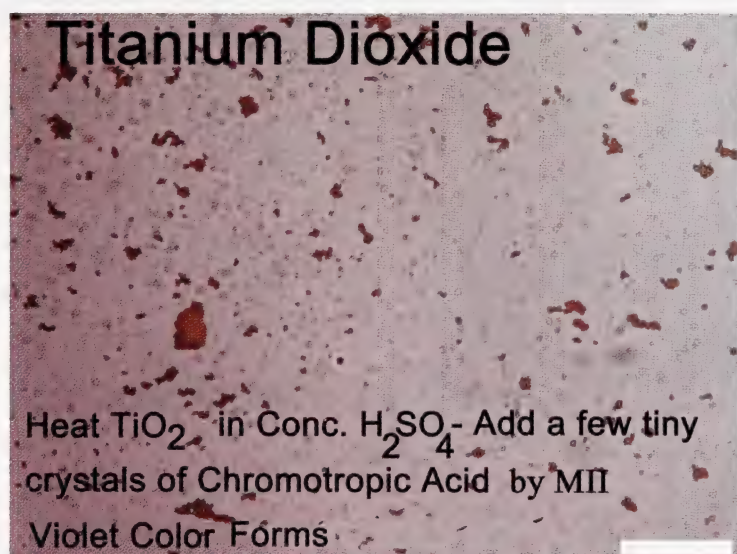 Titanium Dioxide
Heat TiO2 in Conc. H2SO4- Add a few tiny
crystals of Chromotropic Acid by MII
Violet Color Forms